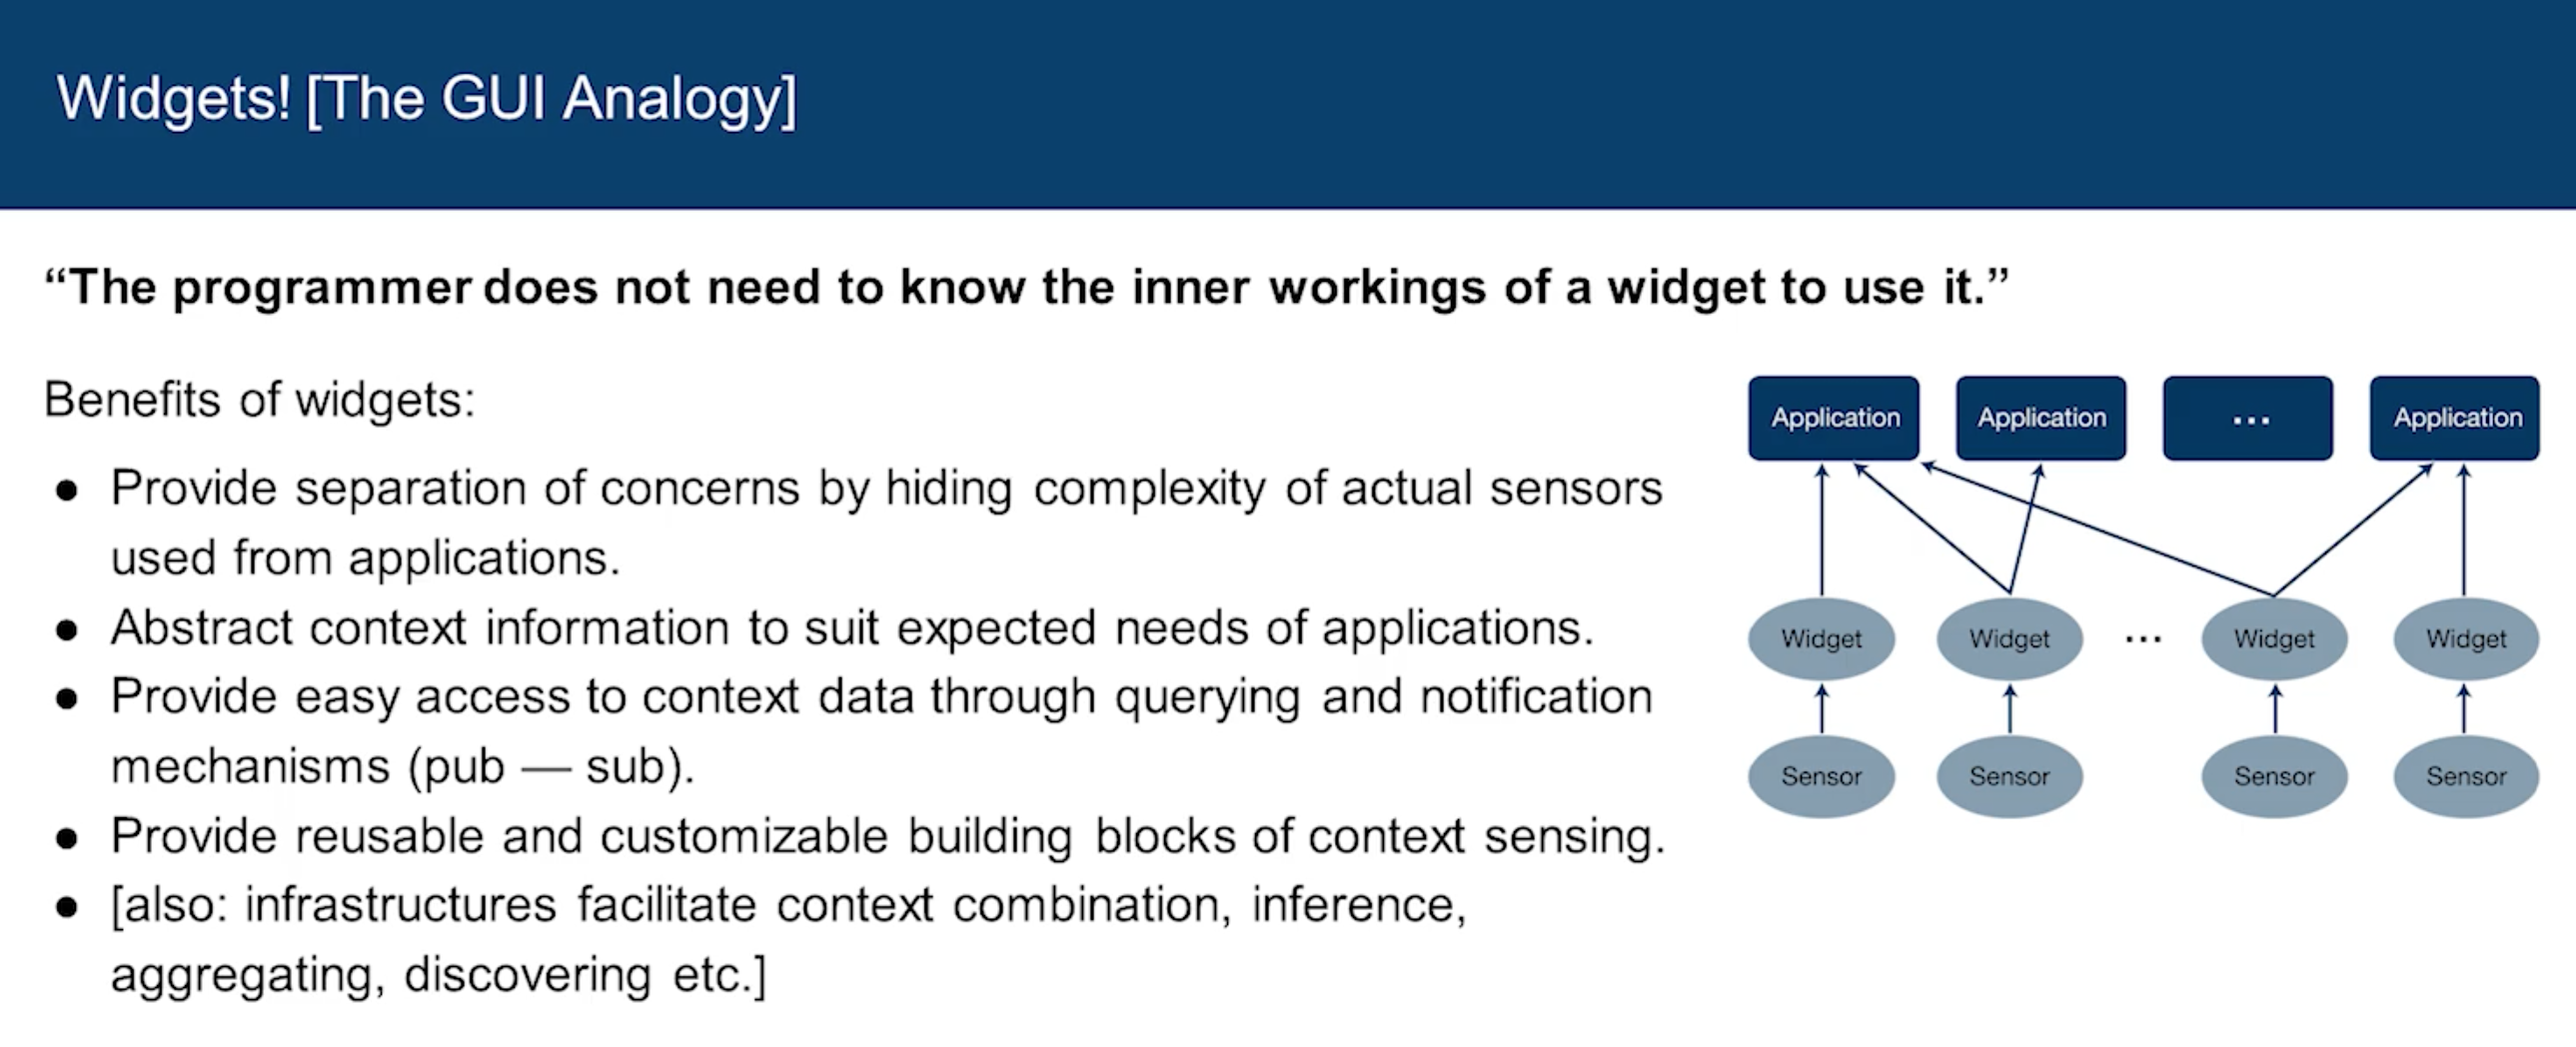 Widgets! [The GUI Analogy]
“The programmer does not need to know the inner workings of a widget to use it.”
Benefits of widgets:
● Provide separation of concerns by hiding complexity of actual sensors
used from applications.
● Abstract context information to suit expected needs of applications.
● Provide easy access to context data through querying and notification
mechanisms (pub — sub).
● Provide reusable and customizable building blocks of context sensing.
● [also: infrastructures facilitate context combination, inference,
aggregating, discovering etc.]
Application Application ... Application
Widget Widget ... Widget Widget
Sensor Sensor Sensor Sensor